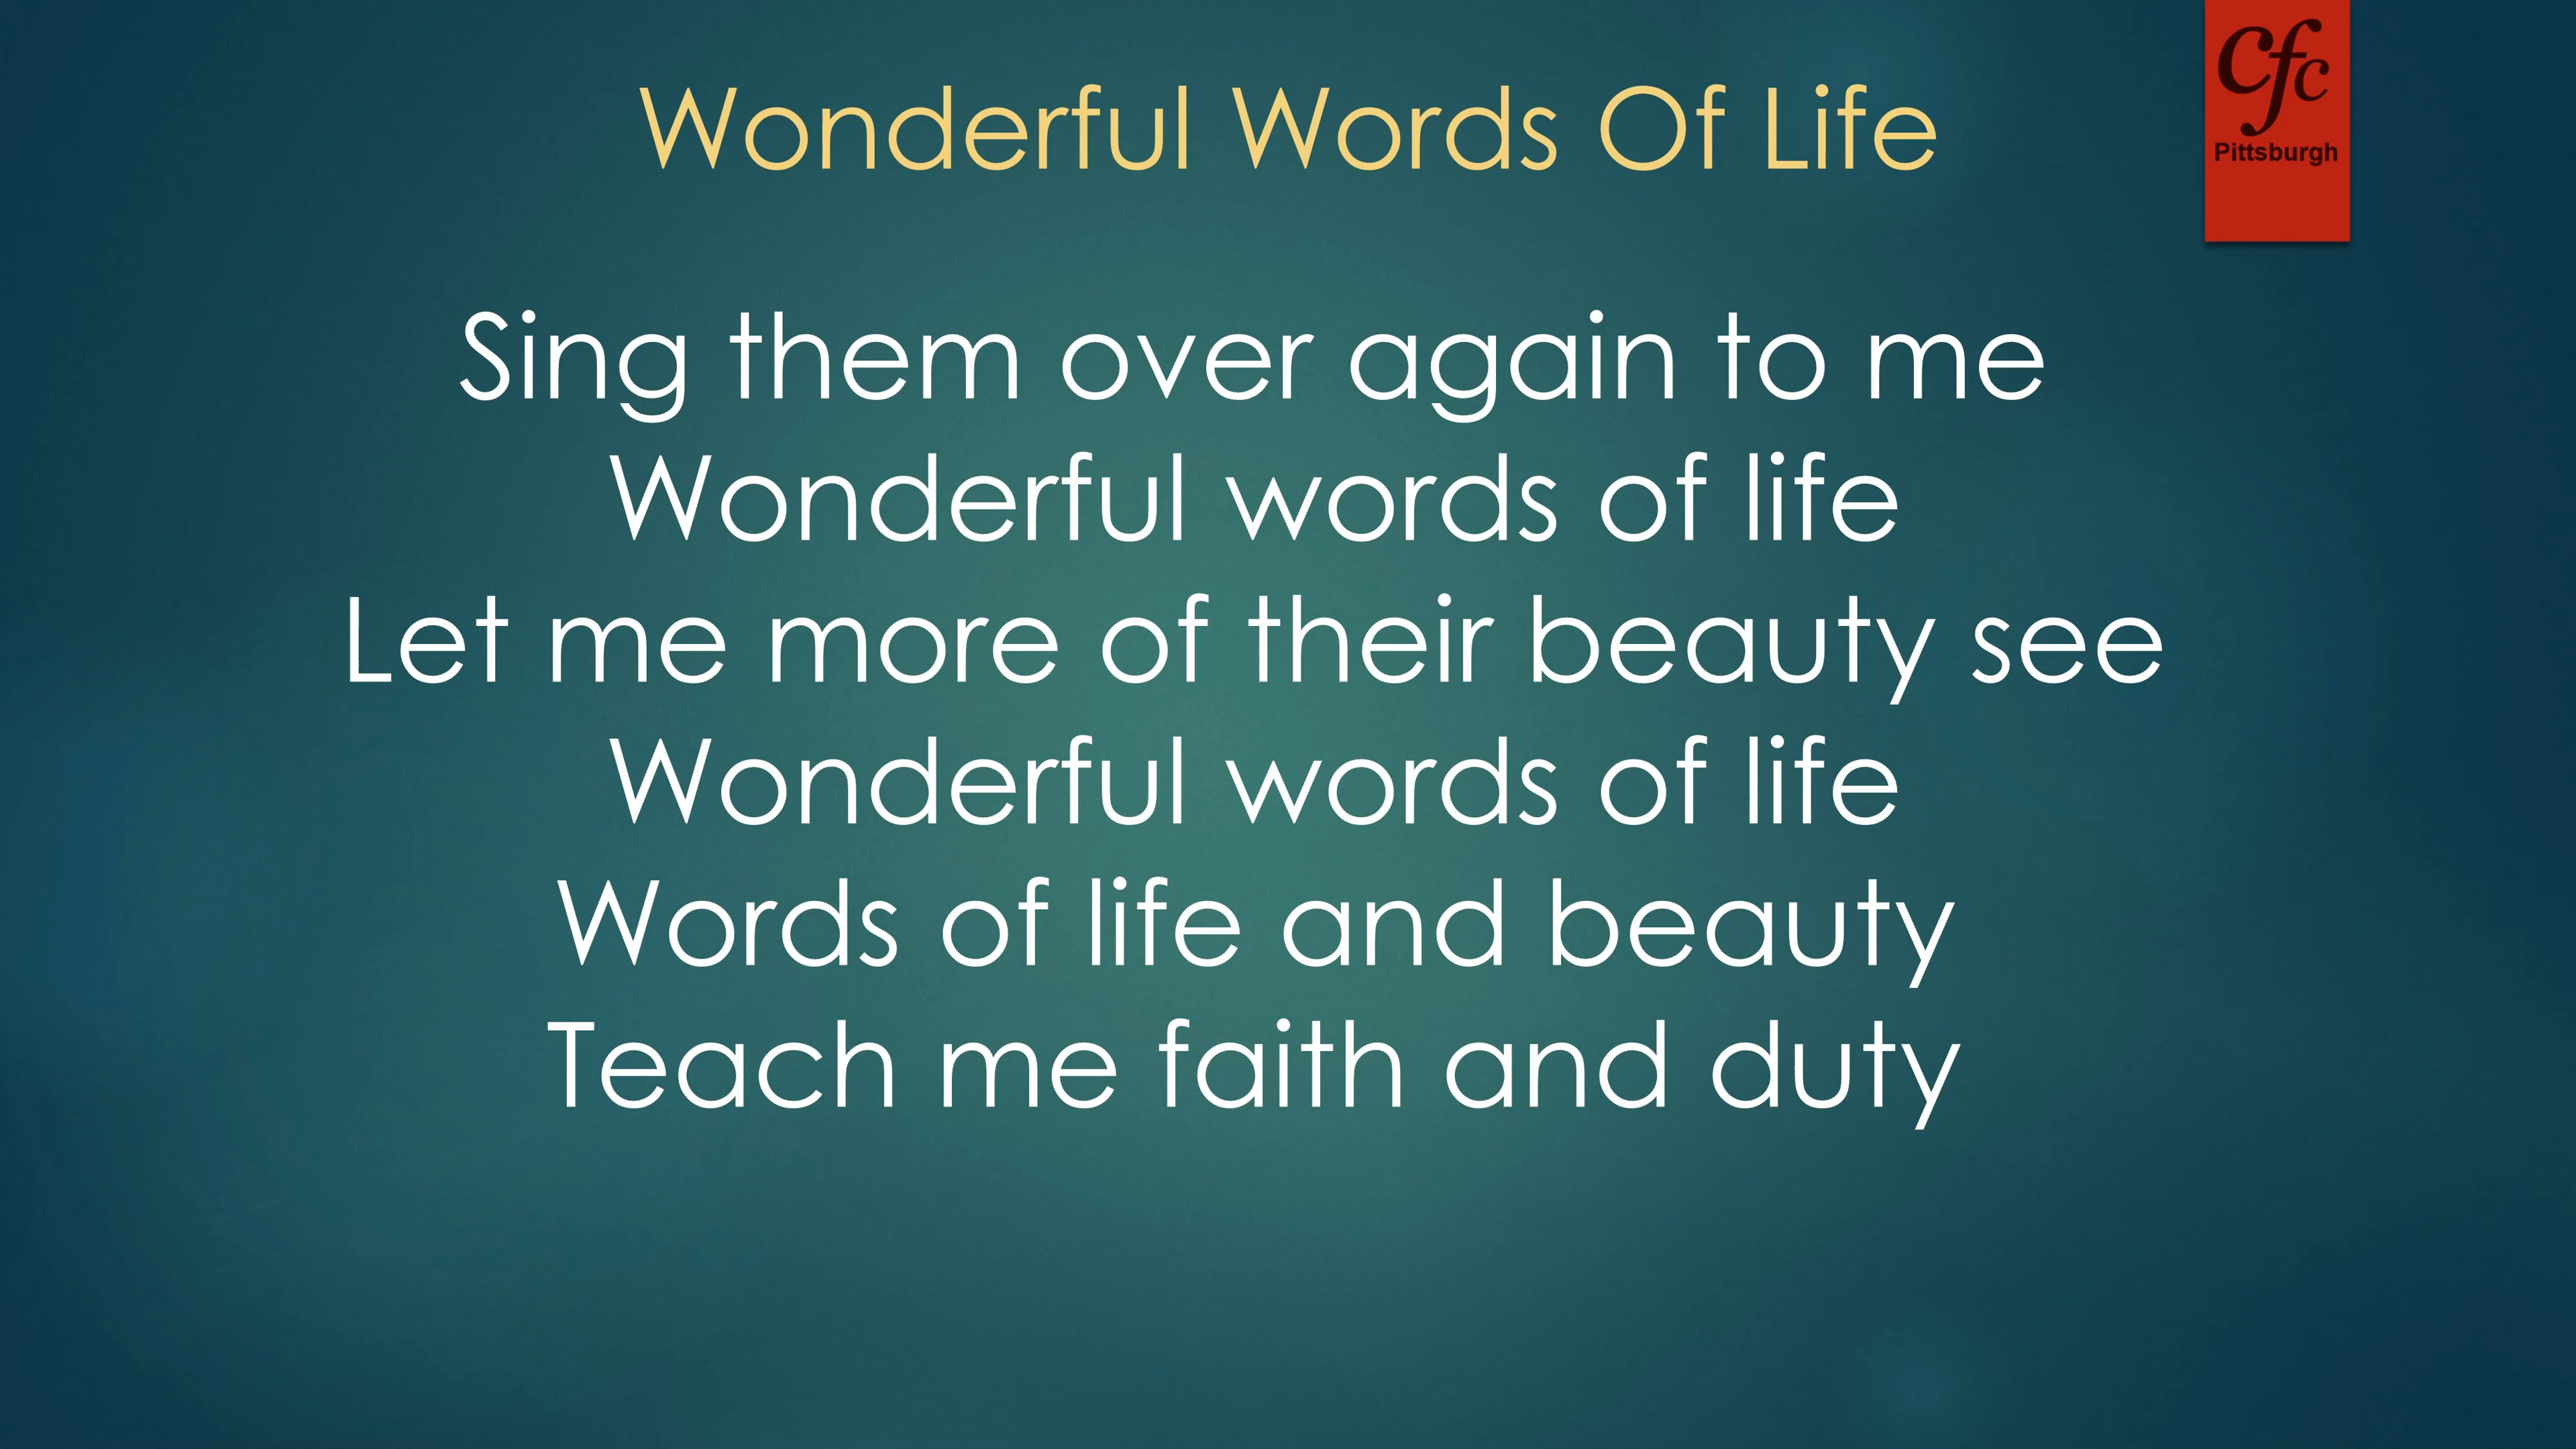 Wonderful Words Of Life
cfc
Pittsburgh
Sing them over again to me
Wonderful words of life
Let me more of their beauty see
Wonderful words of life
Words of life and beauty
Teach me faith and duty